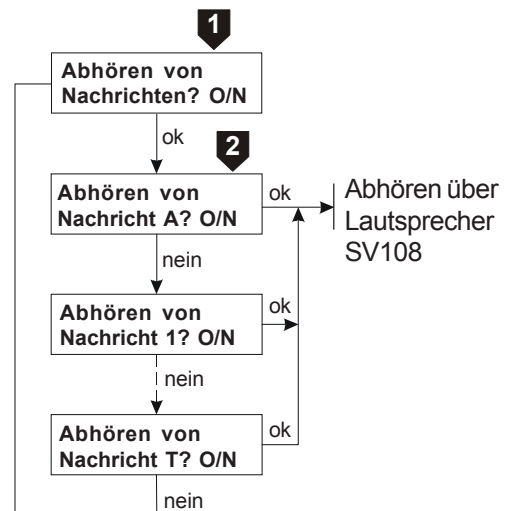 1
Abhören von
Nachrichten? O/N
ok
2
Abhören von
Nachricht A? O/N
ok
Abhören über
Lautsprecher
SV108
nein
Abhören von
Nachricht 1? O/N
ok
nein
Abhören von
Nachricht T? O/N
ok
nein